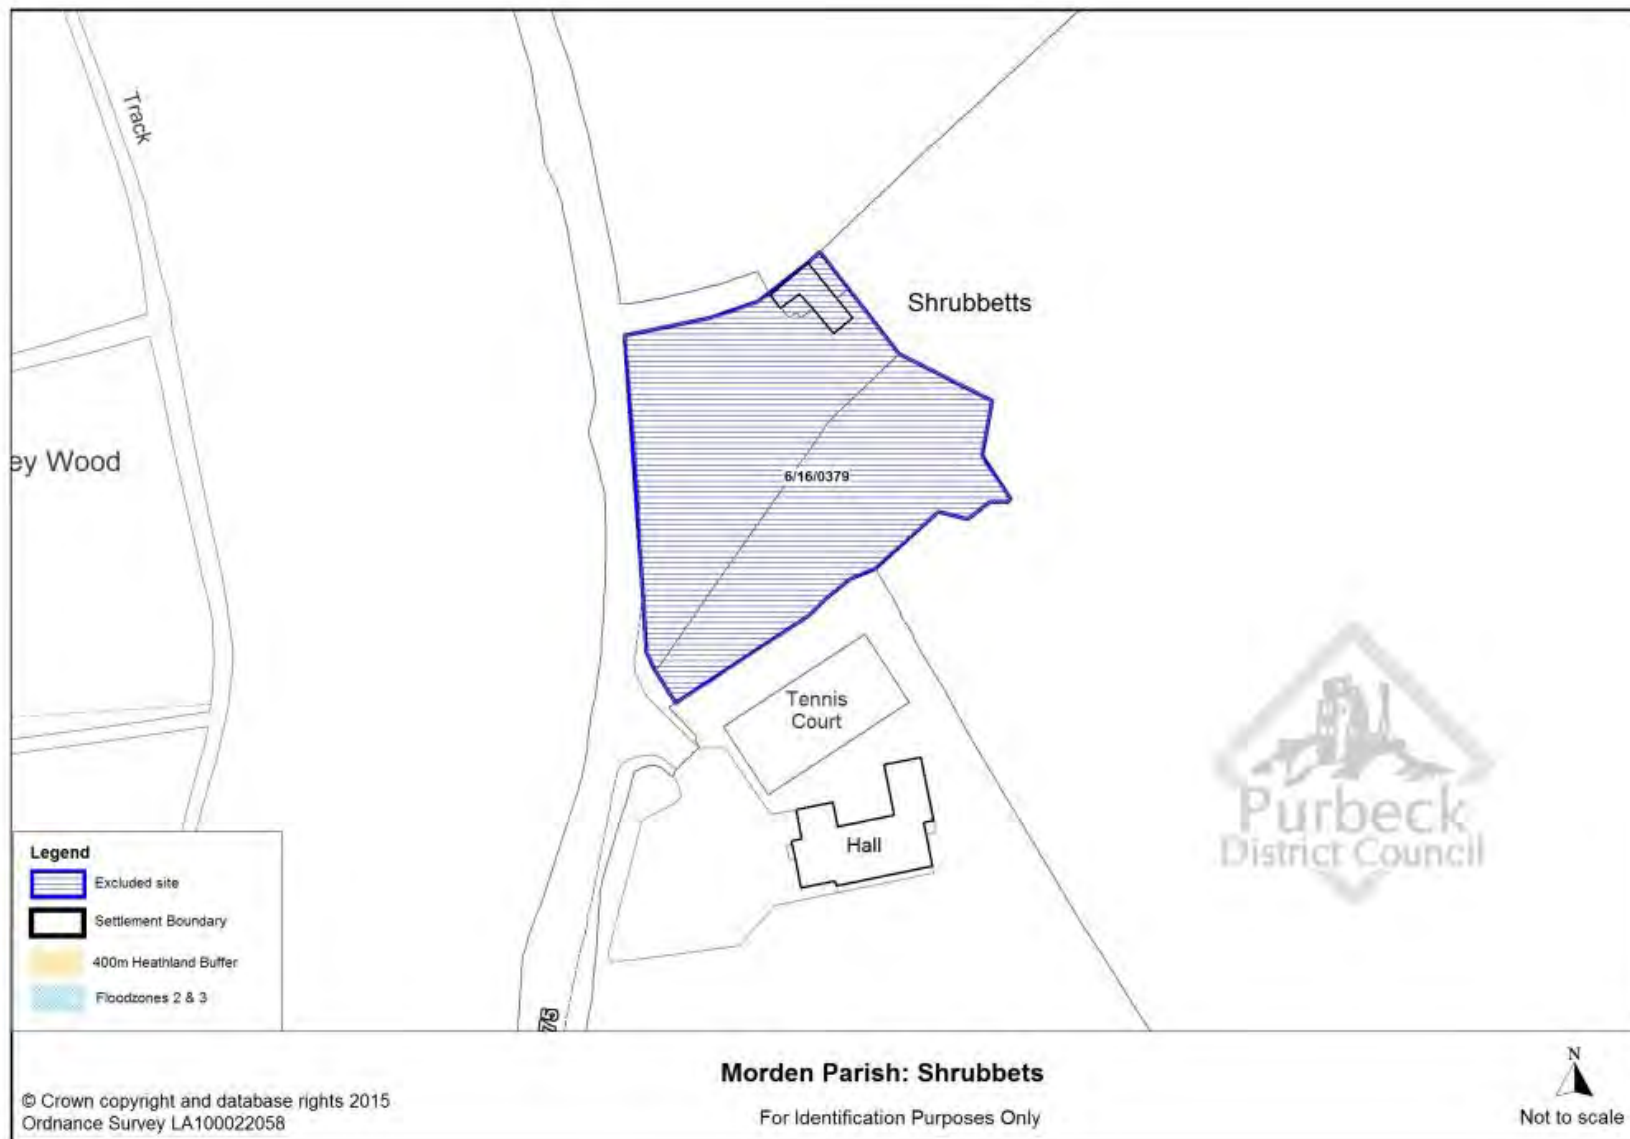 Track
Shrubbetts
ey Wood
6/16/0379
Tennis
Court
Hall
Purbeck
District Council
Legend
Excluded site
Settlement Boundary
400m Heathland Buffer
Floodzones 2 & 3
Morden Parish: Shrubbets
For Identification Purposes Only
© Crown copyright and database rights 2015
Ordnance Survey LA100022058
N
Not to scale